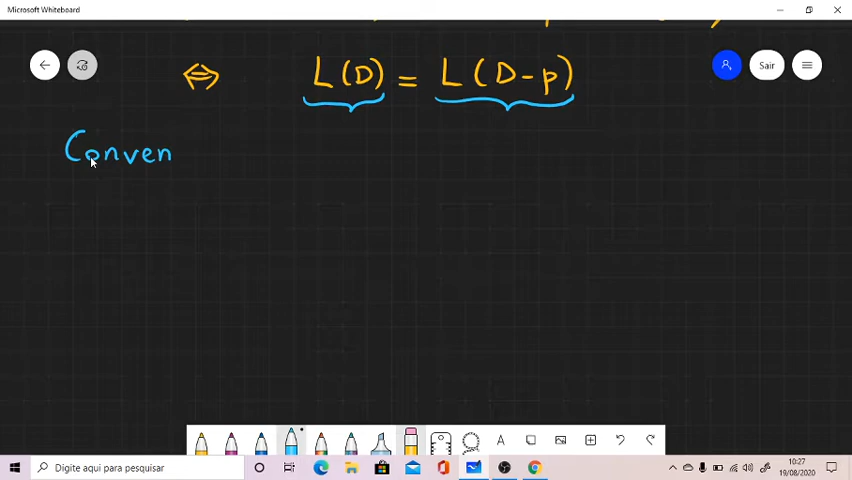 Microsoft Whiteboard
⇔ L(D) = L(D-p)
Sair
Conven
A
Digite aqui para pesquisar
10:27
19/08/2020